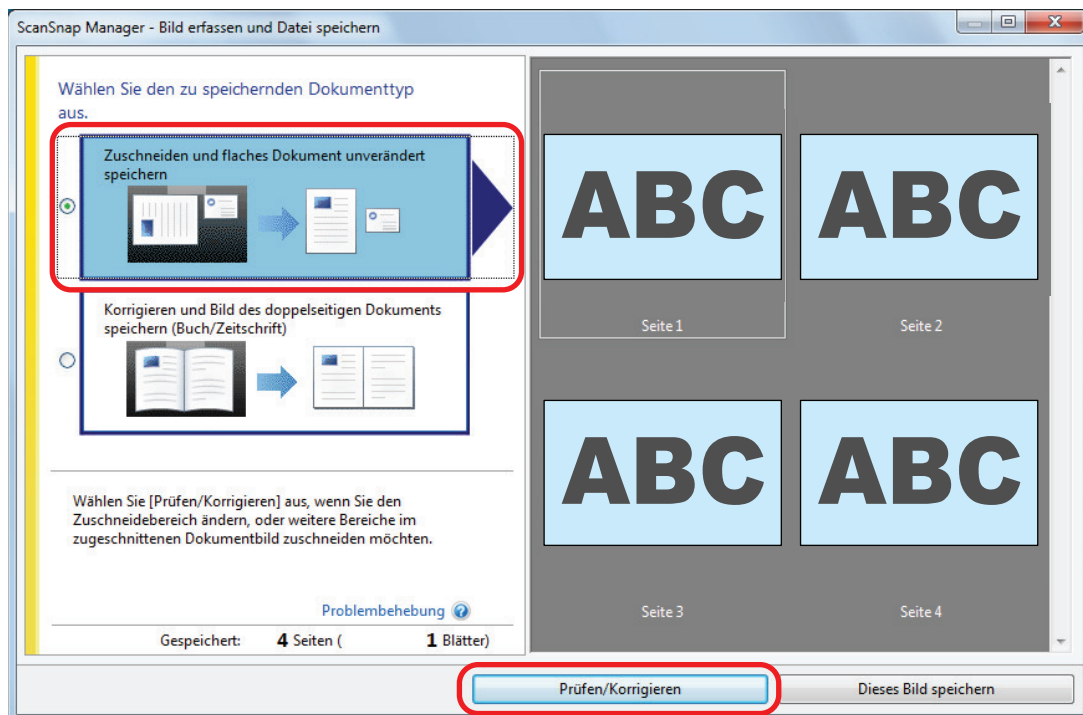 ScanSnap Manager - Bild erfassen und Datei speichern
Wählen Sie den zu speichernden Dokumenttyp
aus.
Zuschneiden und flaches Dokument unverändert
speichern
Korrigieren und Bild des doppelseitigen Dokuments
speichern (Buch/Zeitschrift)
Wählen Sie [Prüfen/Korrigieren] aus, wenn Sie den
Zuschneidebereich ändern, oder weitere Bereiche im
zugeschnittenen Dokumentbild zuschneiden möchten.
Problembehebung
Gespeichert: 4 Seiten ( 1 Blätter)
ABC ABC
Seite 1 Seite 2
ABC ABC
Seite 3 Seite 4
Prüfen/Korrigieren Dieses Bild speichern